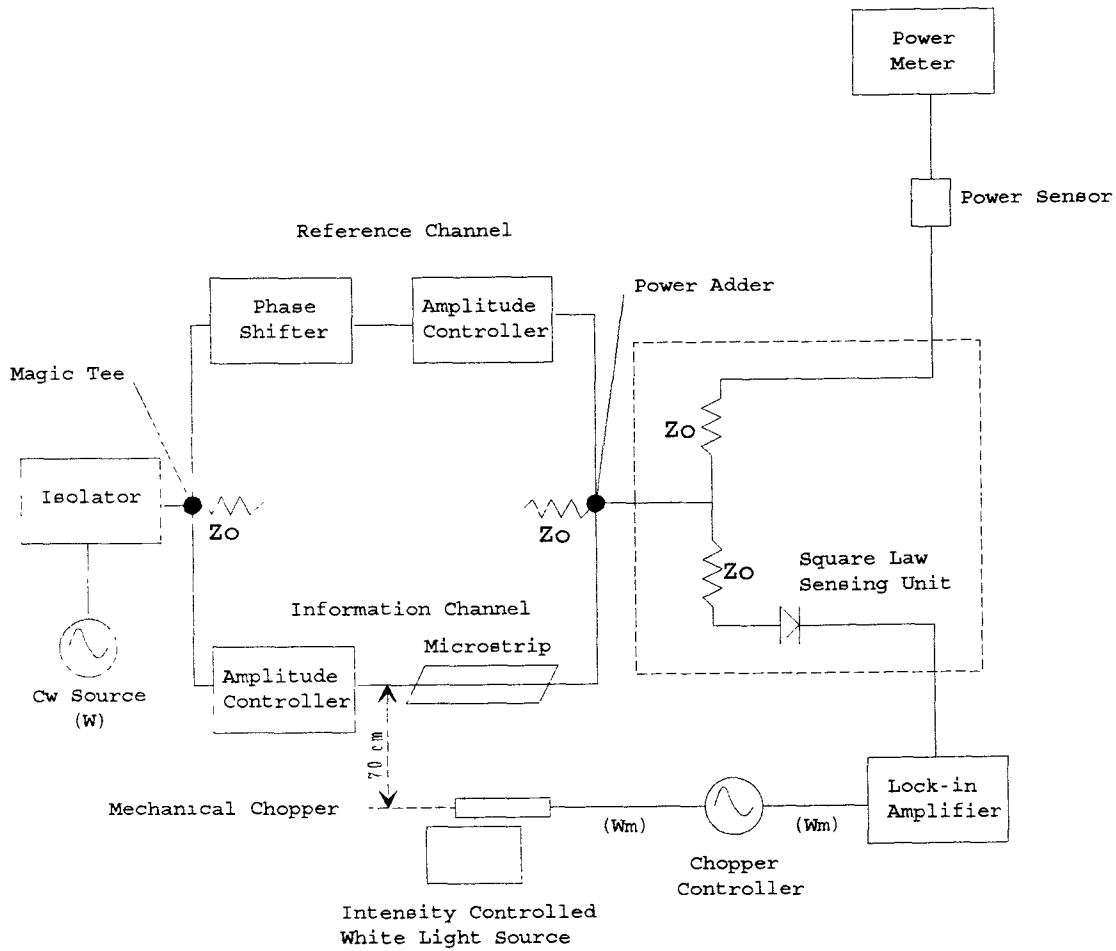 Power
Meter
Power Sensor
Reference Channel
Power Adder
Phase
Shifter
Amplitude
Controller
Magic Tee
Zo
Isolator
Zo
Zo
Zo
Square Law
Sensing Unit
Information Channel
Microstrip
Amplitude
Controller
Cw Source
(W)
70 cm
Mechanical Chopper
(Wm)
(Wm)
Lock-in
Amplifier
Chopper
Controller
Intensity Controlled
White Light Source